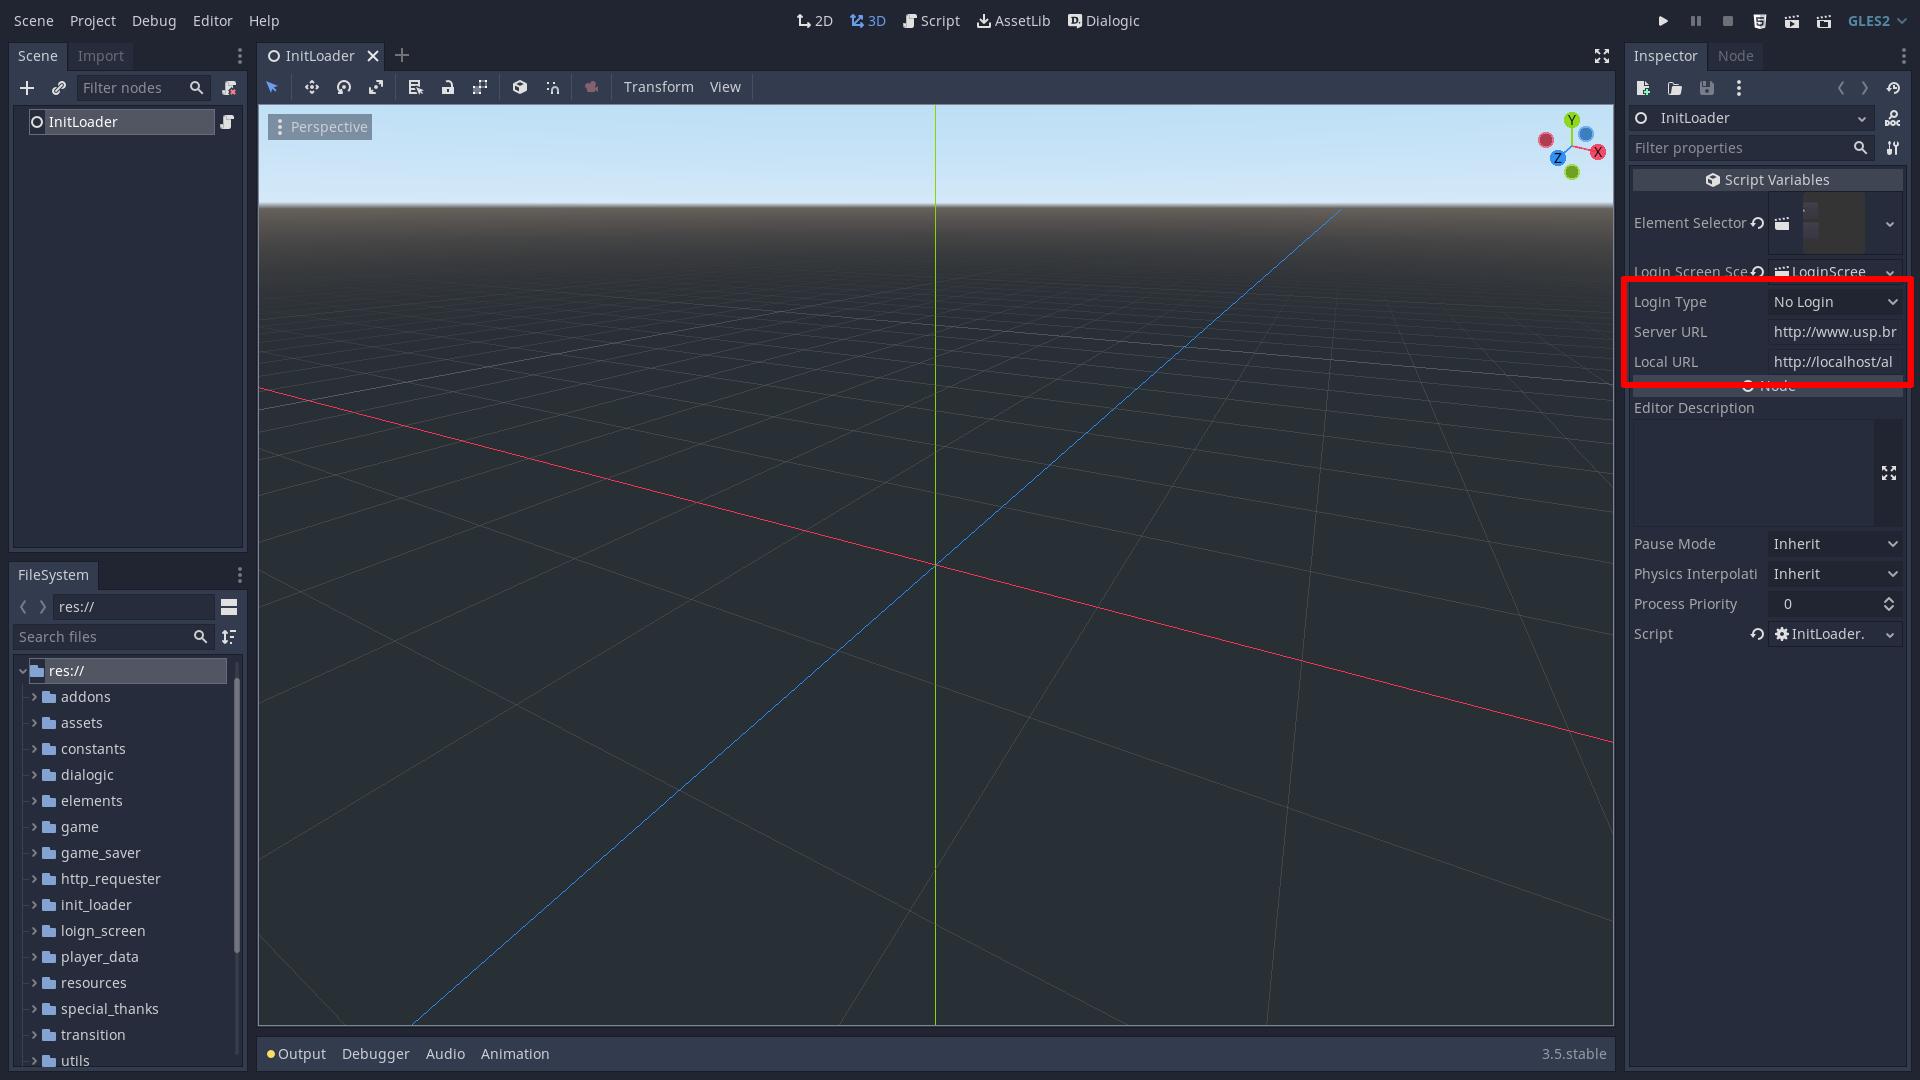 Scene Project Debug Editor Help
2D 3D Script AssetLib Dialogic
GLES2
Scene Import
Filter nodes
InitLoader
InitLoader
Transform View
Perspective
Y
X
Z
FileSystem
res://
Search files
res://
addons
assets
constants
dialogic
elements
game
game_saver
http_requester
init_loader
loign_screen
player_data
resources
special_thanks
transition
utils
Output Debugger Audio Animation
3.5.stable
Inspector Node
InitLoader
Filter properties
Script Variables
Element Selector
Login Screen Sce LoginScree
Login Type No Login
Server URL http://www.usp.br
Local URL http://localhost/al
Node
Editor Description
Pause Mode Inherit
Physics Interpolati Inherit
Process Priority 0
Script InitLoader.